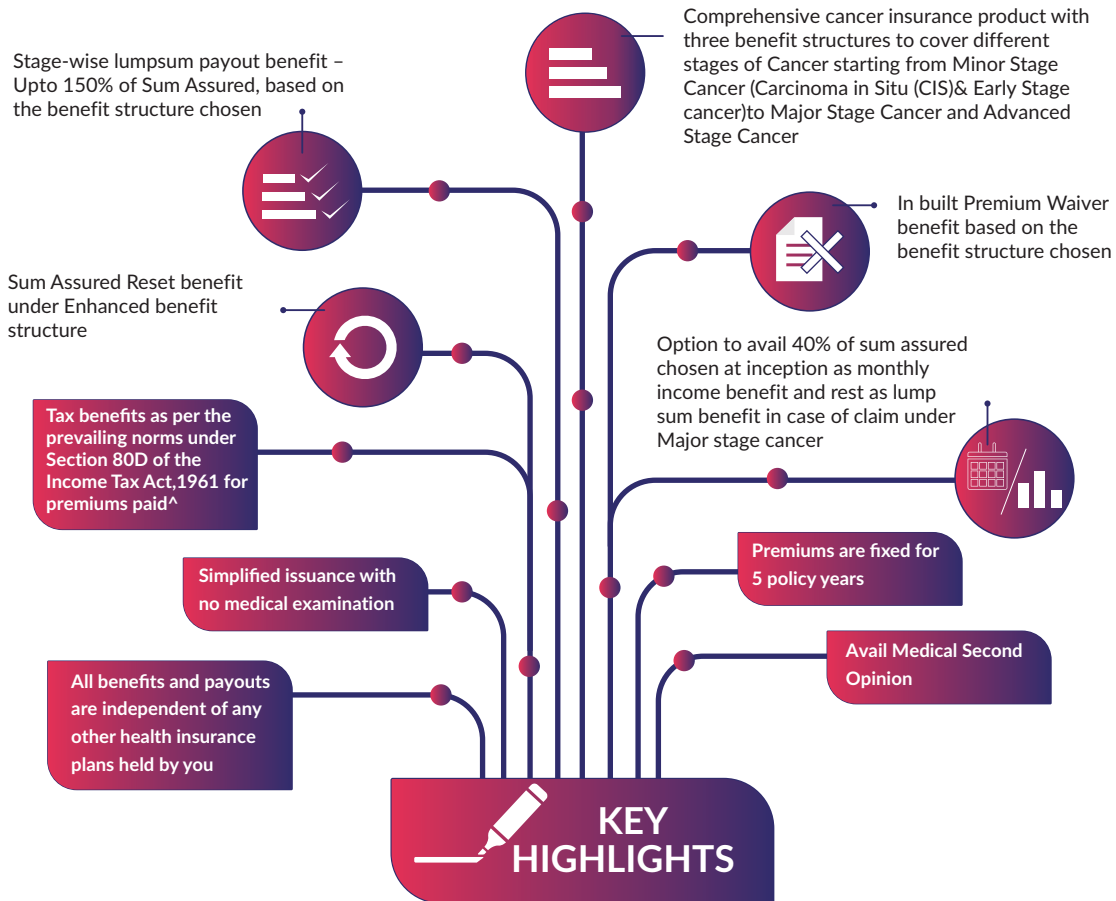 Comprehensive cancer insurance product with
three benefit structures to cover different
stages of Cancer starting from Minor Stage
Cancer (Carcinoma in Situ (CIS)& Early Stage
cancer)to Major Stage Cancer and Advanced
Stage Cancer
Stage-wise lumpsum payout benefit –
Upto 150% of Sum Assured, based on
the benefit structure chosen
In built Premium Waiver
benefit based on the
benefit structure chosen
Sum Assured Reset benefit
under Enhanced benefit
structure
Option to avail 40% of sum assured
chosen at inception as monthly
income benefit and rest as lump
sum benefit in case of claim under
Major stage cancer
Tax benefits as per the
prevailing norms under
Section 80D of the
Income Tax Act,1961 for
premiums paid^
Premiums are fixed for
5 policy years
Simplified issuance with
no medical examination
Avail Medical Second
Opinion
All benefits and payouts
are independent of any
other health insurance
plans held by you
KEY
HIGHLIGHTS